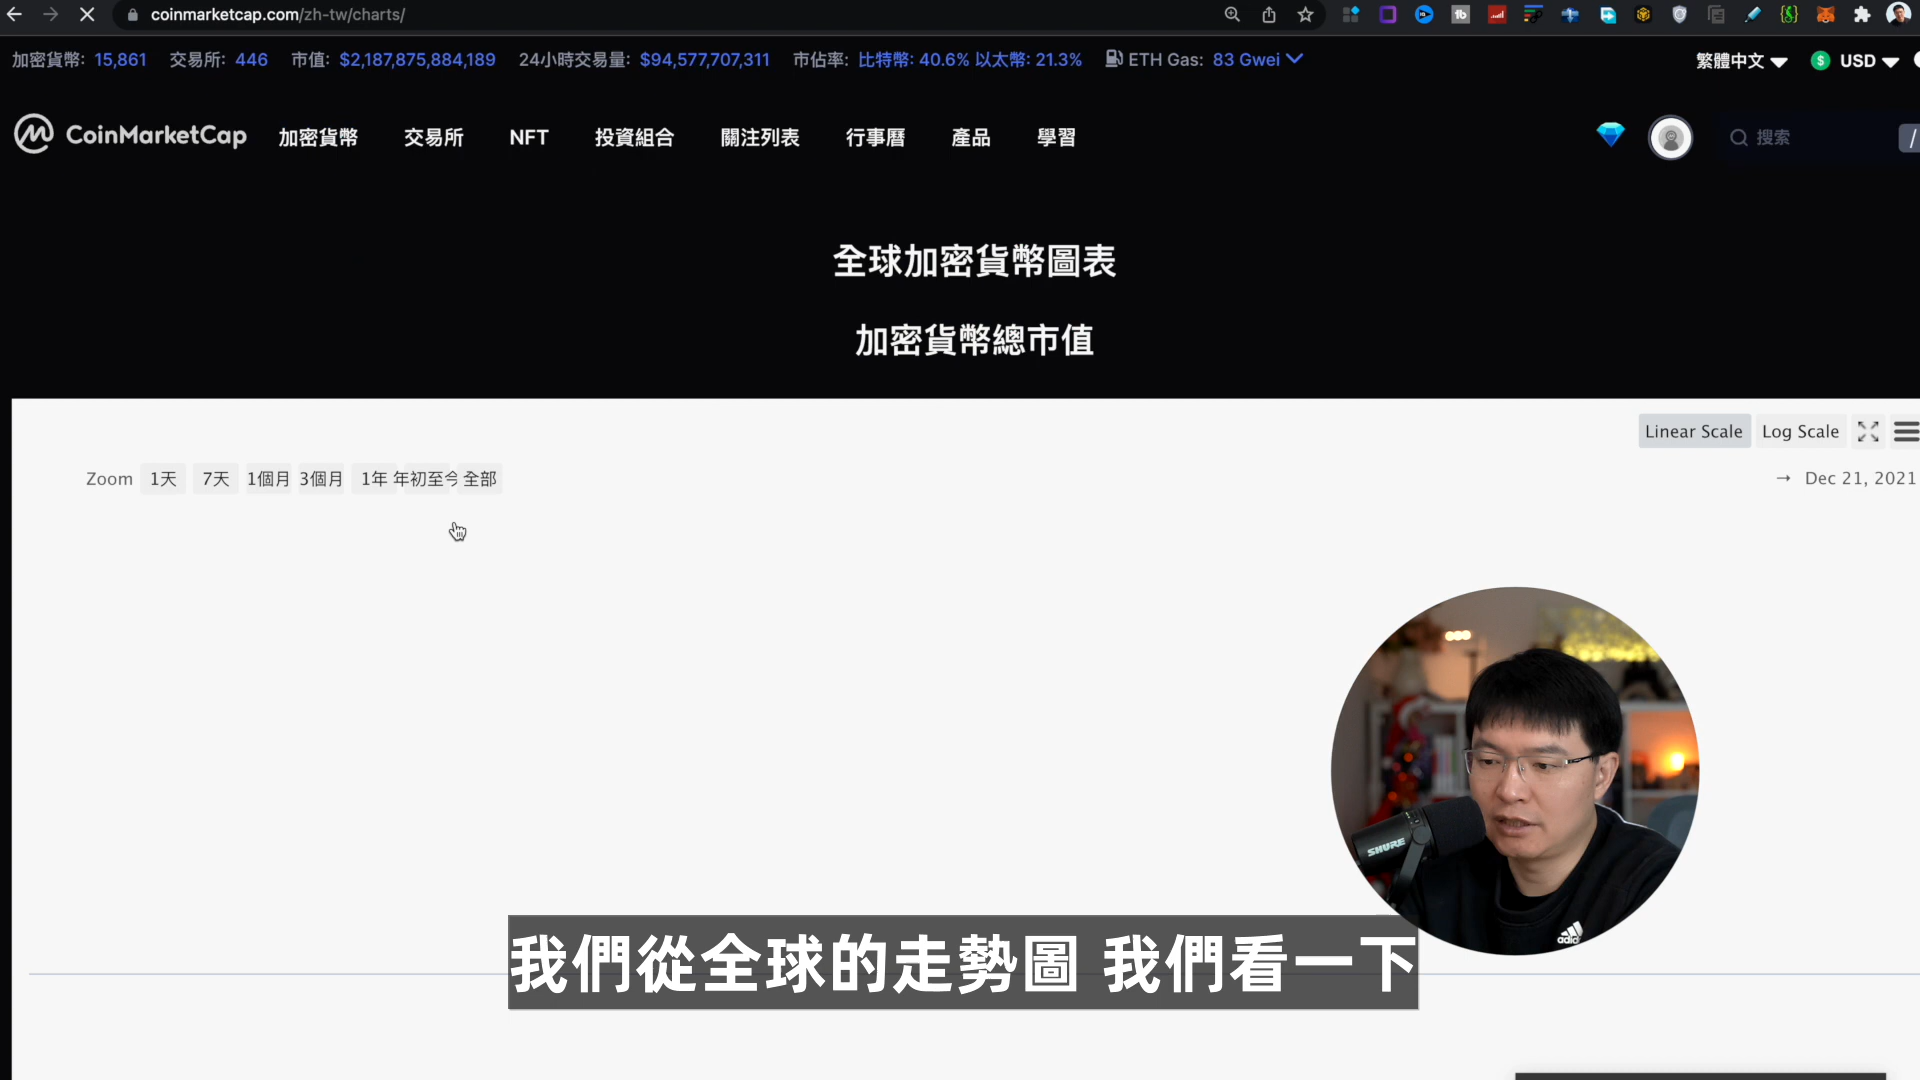 coinmarketcap.com/zh-tw/charts/
加密貨幣: 15,861 交易所: 446 市值: $2,187,875,884,189 24小時交易量: $94,577,707,311 市佔率: 比特幣: 40.6% 以太幣: 21.3% ETH Gas: 83 Gwei 繁體中文 $ USD
CoinMarketCap 加密貨幣 交易所 NFT 投資組合 關注列表 行事曆 產品 學習 搜索 /
全球加密貨幣圖表
加密貨幣總市值
Linear Scale Log Scale
Zoom 1天 7天 1個月 3個月 1年 年初至今 全部 → Dec 21, 2021
SHURE
adid
我們從全球的走勢圖 我們看一下